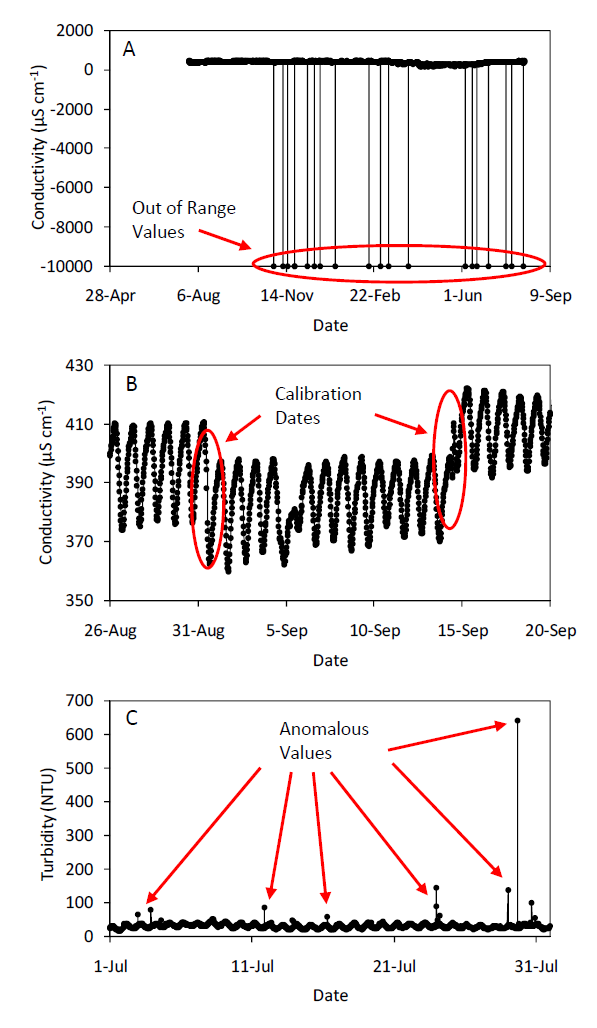 A
2000
0
-2000
-4000
-6000
-8000
-10000
Conductivity (µS cm⁻¹)
Out of Range
Values
28-Apr 6-Aug 14-Nov 22-Feb 1-Jun 9-Sep
Date
B
430
410
390
370
350
Conductivity (µS cm⁻¹)
Calibration
Dates
26-Aug 31-Aug 5-Sep 10-Sep 15-Sep 20-Sep
Date
C
700
600
500
400
300
200
100
0
Turbidity (NTU)
Anomalous
Values
1-Jul 11-Jul 21-Jul 31-Jul
Date